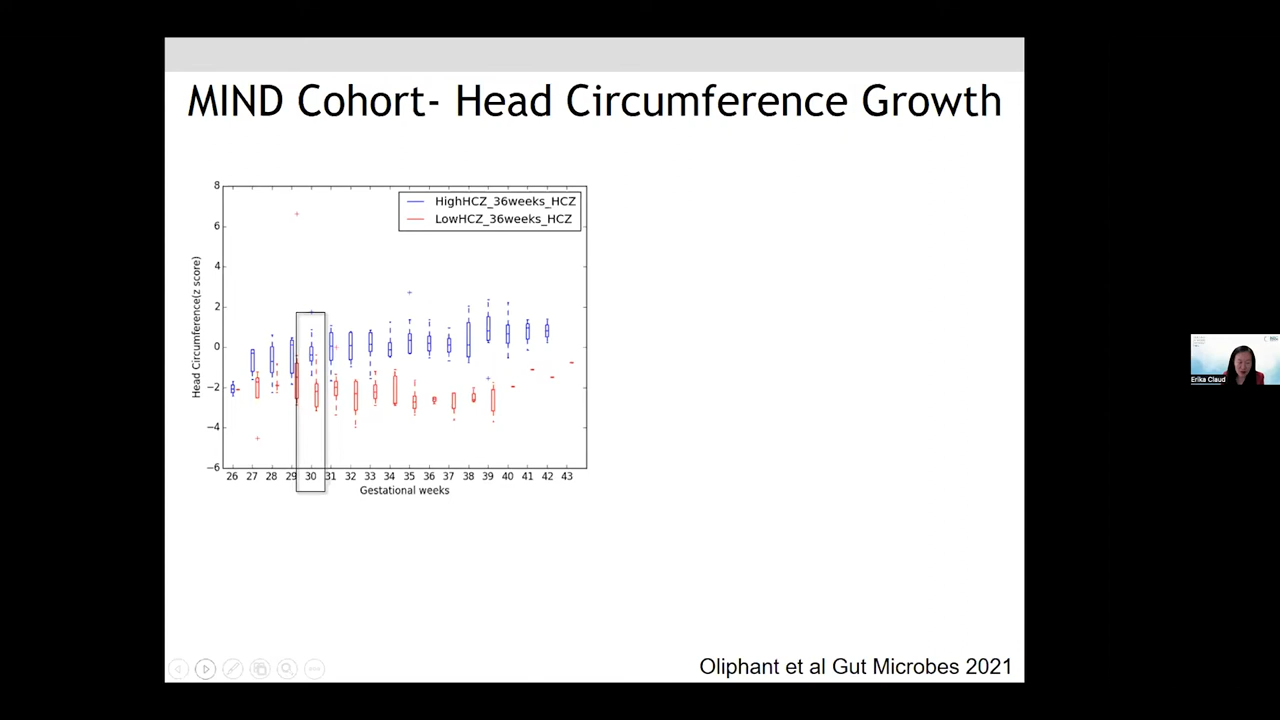 MIND Cohort- Head Circumference Growth
HighHCZ_36weeks_HCZ
LowHCZ_36weeks_HCZ
Head Circumference(z score)
8
6
4
2
0
−2
−4
−6
26 27 28 29 30 31 32 33 34 35 36 37 38 39 40 41 42 43
Gestational weeks
Oliphant et al Gut Microbes 2021
Erika Claud